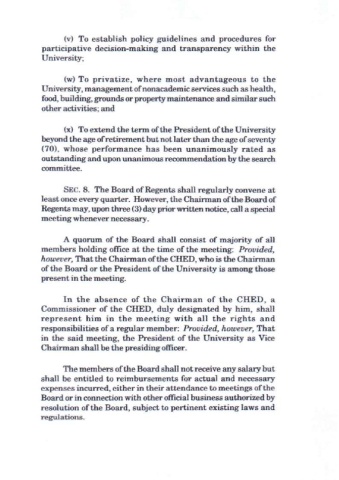 (v) To establish policy guidelines and procedures for
participative decision-making and transparency within the
University;
(w) To privatize, where most advantageous to the
University, management of nonacademic services such as health,
food, building, grounds or property maintenance and similar such
other activities; and
(x) To extend the term of the President of the University
beyond the age of retirement but not later than the age of seventy
(70), whose performance has been unanimously rated as
outstanding and upon unanimous recommendation by the search
committee.
SEC. 8. The Board of Regents shall regularly convene at
least once every quarter. However, the Chairman of the Board of
Regents may, upon three (3) day prior written notice, call a special
meeting whenever necessary.
A quorum of the Board shall consist of majority of all
members holding office at the time of the meeting: Provided,
however, That the Chairman of the CHED, who is the Chairman
of the Board or the President of the University is among those
present in the meeting.
In the absence of the Chairman of the CHED, a
Commissioner of the CHED, duly designated by him, shall
represent him in the meeting with all the rights and
responsibilities of a regular member: Provided, however, That
in the said meeting, the President of the University as Vice
Chairman shall be the presiding officer.
The members of the Board shall not receive any salary but
shall be entitled to reimbursements for actual and necessary
expenses incurred, either in their attendance to meetings of the
Board or in connection with other official business authorized by
resolution of the Board, subject to pertinent existing laws and
regulations.